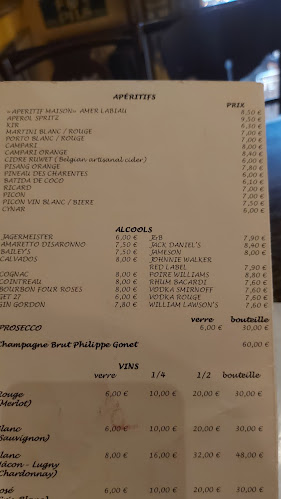 APÉRITIFS
PRIX
«APERITIF MAISON» AMER LABIAU 8,50 €
APEROL SPRITZ 9,50 €
KIR 6,30 €
MARTINI BLANC / ROUGE 7,00 €
PORTO BLANC / ROUGE 7,00 €
CAMPARI 8,00 €
CAMPARI ORANGE 8,40 €
CIDRE RUWET (Belgian artisanal cider) 6,00 €
PISANG ORANGE 7,80 €
PINEAU DES CHARENTES 6,00 €
BATIDA DE COCO 6,10 €
RICARD 7,00 €
PICON 7,00 €
PICON VIN BLANC / BIERE 7,50 €
CYNAR 6,00 €
ALCOOLS
JÄGERMEISTER 6,00 € J&B 7,90 €
AMARETTO DISARONNO 7,50 € JACK DANIEL'S 8,40 €
BAILEY'S 7,50 € JAMESON 8,00 €
CALVADOS 8,00 € JOHNNIE WALKER
RED LABEL 7,90 €
COGNAC 8,00 € POIRE WILLIAMS 8,80 €
COINTREAU 8,00 € RHUM BACARDI 7,60 €
BOURBON FOUR ROSES 8,00 € VODKA SMIRNOFF 7,60 €
GET 27 6,00 € VODKA ROUGE 7,60 €
GIN GORDON 7,80 € WILLIAM LAWSON'S 7,60 €
verre bouteille
PROSECCO 6,00 € 30,00 €
Champagne Brut Philippe Gonet 60,00 €
VINS
verre 1/4 1/2 bouteille
Rouge 6,00 € 10,00 € 20,00 € 30,00 €
(Merlot)
Blanc 6,00 € 10,00 € 20,00 € 30,00 €
(Sauvignon)
Blanc 8,00 € 16,00 € 32,00 € 48,00 €
Mâcon - Lugny
Chardonnay)
Rosé 6,00 € 10,00 € 20,00 € 30,00 €